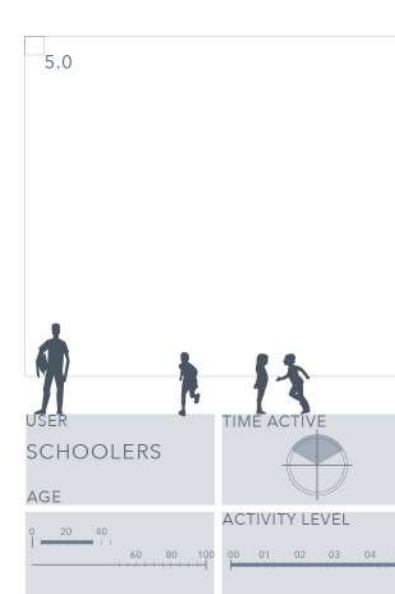 5.0
USER
TIME ACTIVE
SCHOOLERS
AGE
ACTIVITY LEVEL
0 20 40
60 80 100
00 01 02 03 04